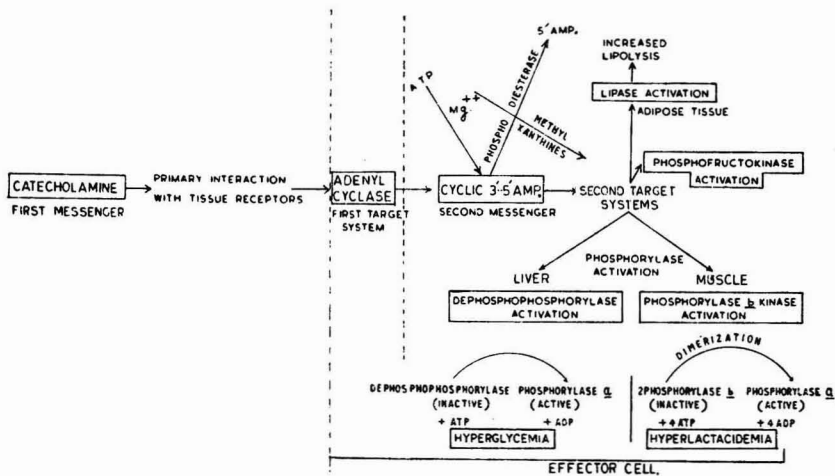 5' AMP.
INCREASED
LIPOLYSIS
ATP
Mg++
PHOSPHO DIESTERASE
METHYL
XANTHINES
LIPASE ACTIVATION
ADIPOSE TISSUE
PHOSPHOFRUCTOKINASE
ACTIVATION
CATECHOLAMINE
FIRST MESSENGER
PRIMARY INTERACTION
WITH TISSUE RECEPTORS
ADENYL
CYCLASE
FIRST TARGET
SYSTEM
CYCLIC 3'-5' AMP.
SECOND MESSENGER
SECOND TARGET
SYSTEMS
PHOSPHORYLASE
ACTIVATION
LIVER
DEPHOSPHOPHOSPHORYLASE
ACTIVATION
MUSCLE
PHOSPHORYLASE b KINASE
ACTIVATION
DIMERIZATION
DEPHOSPHOPHOSPHORYLASE
(INACTIVE)
+ ATP
PHOSPHORYLASE a
(ACTIVE)
+ ADP
HYPERGLYCEMIA
2PHOSPHORYLASE b
(INACTIVE)
+ 4 ATP
PHOSPHORYLASE a
(ACTIVE)
+ 4 ADP
HYPERLACTACIDEMIA
EFFECTOR CELL.